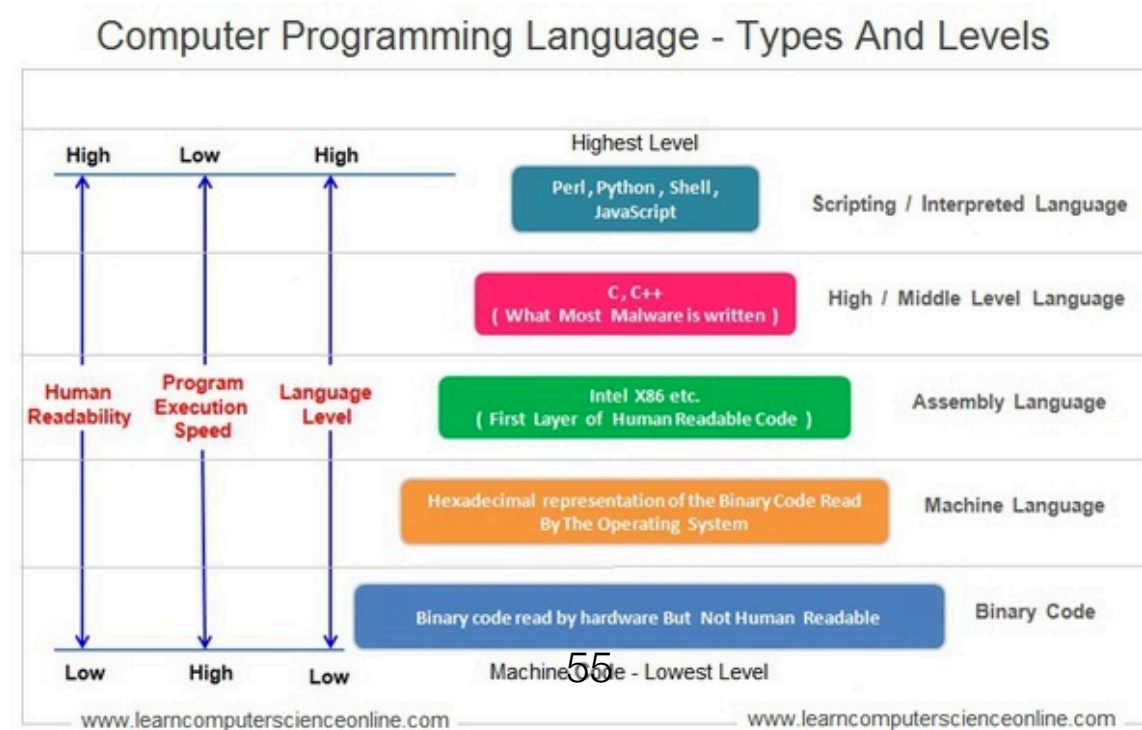 Computer Programming Language - Types And Levels
High Low High
Highest Level
Perl , Python , Shell ,
JavaScript
Scripting / Interpreted Language
C , C++
( What Most Malware is written )
High / Middle Level Language
Human
Readability
Program
Execution
Speed
Language
Level
Intel X86 etc.
( First Layer of Human Readable Code )
Assembly Language
Hexadecimal representation of the Binary Code Read
By The Operating System
Machine Language
Binary code read by hardware But Not Human Readable
Binary Code
Low High Low
Machine Code - Lowest Level
55
www.learncomputerscienceonline.com
www.learncomputerscienceonline.com